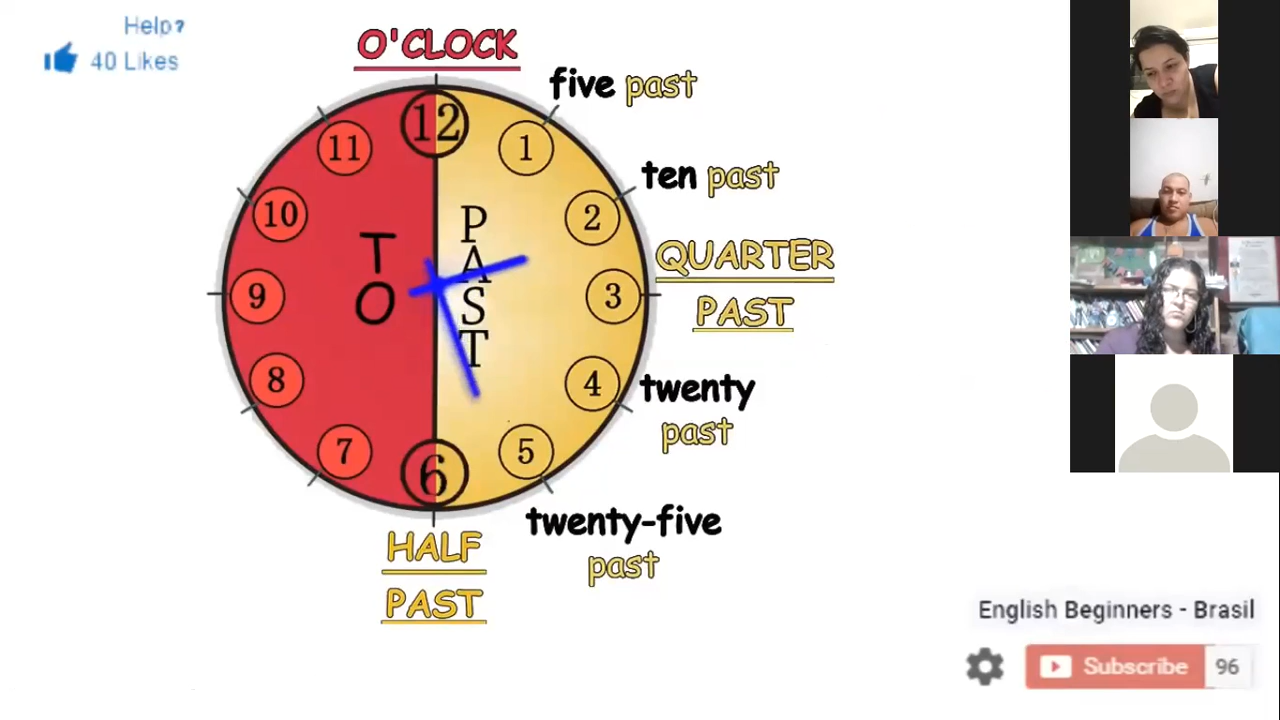 Help?
40 Likes
O'CLOCK
five past
ten past
QUARTER
PAST
twenty
past
twenty-five
past
HALF
PAST
12
1
2
3
4
5
6
7
8
9
10
11
TO
PAST
English Beginners - Brasil
Subscribe 96